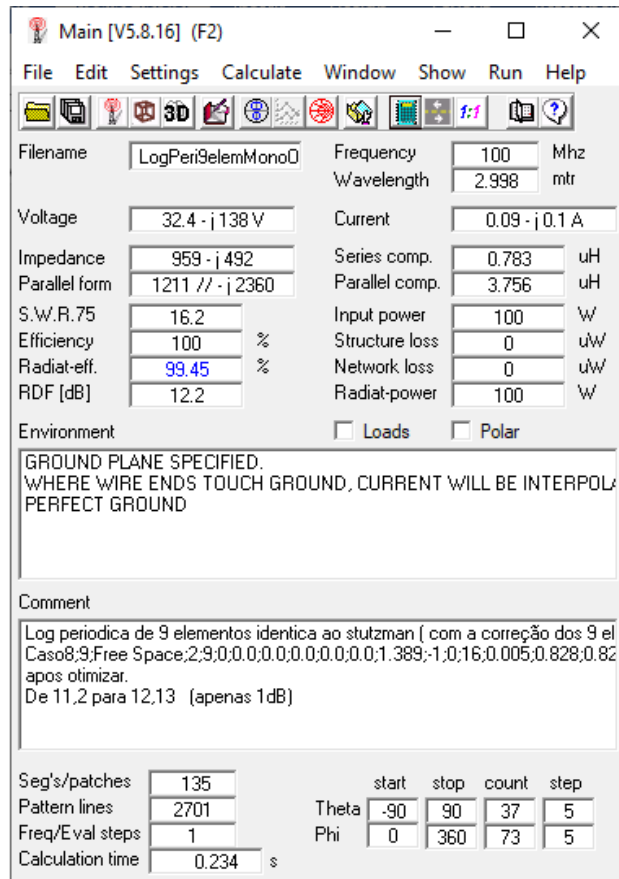 Main [V5.8.16] (F2)
File Edit Settings Calculate Window Show Run Help
3D 1:1
Filename LogPeri9elemMonoO Frequency 100 Mhz
Wavelength 2.998 mtr
Voltage 32.4 - j 138 V Current 0.09 - j 0.1 A
Impedance 959 - j 492 Series comp. 0.783 uH
Parallel form 1211 // - j 2360 Parallel comp. 3.756 uH
S.W.R.75 16.2 Input power 100 W
Efficiency 100 % Structure loss 0 uW
Radiat-eff. 99.45 % Network loss 0 uW
RDF [dB] 12.2 Radiat-power 100 W
Environment Loads Polar
GROUND PLANE SPECIFIED.
WHERE WIRE ENDS TOUCH GROUND, CURRENT WILL BE INTERPOLA
PERFECT GROUND
Comment
Log periodica de 9 elementos identica ao stutzman ( com a correção dos 9 el
Caso8;9;Free Space;2;9;0;0.0;0.0;0.0;0.0;0.0;1.389;-1;0;16;0.005;0.828;0.82
apos otimizar.
De 11,2 para 12,13 (apenas 1dB)
Seg's/patches 135 start stop count step
Pattern lines 2701 Theta -90 90 37 5
Freq/Eval steps 1 Phi 0 360 73 5
Calculation time 0.234 s